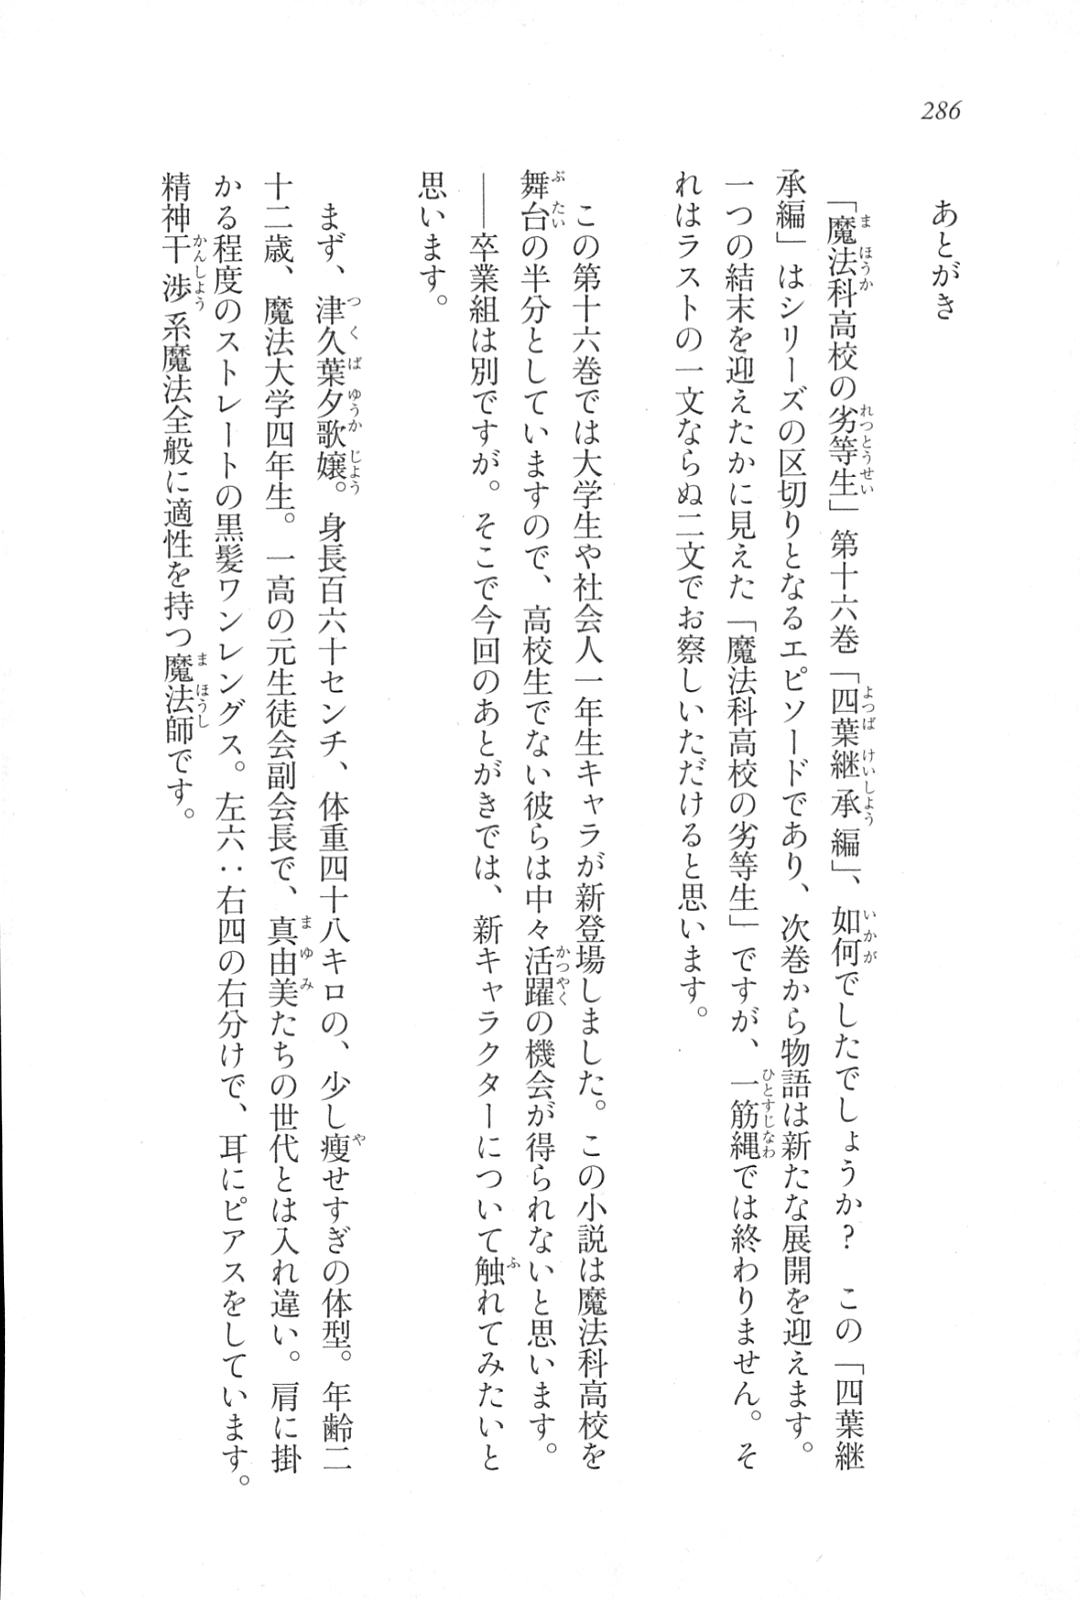 286
あとがき
「魔法科高校の劣等生」第十六巻「四葉継承編」、如何でしたでしょうか？　この「四葉継
承編」はシリーズの区切りとなるエピソードであり、次巻から物語は新たな展開を迎えます。
一つの結末を迎えたかに見えた「魔法科高校の劣等生」ですが、一筋縄では終わりません。そ
れはラストの一文ならぬ二文でお察しいただけると思います。
この第十六巻では大学生や社会人一年生キャラが新登場しました。この小説は魔法科高校を
舞台の半分としていますので、高校生でない彼らは中々活躍の機会が得られないと思います。
――卒業組は別ですが。そこで今回のあとがきでは、新キャラクターについて触れてみたいと
思います。
まず、津久葉夕歌嬢。身長百六十センチ、体重四十八キロの、少し痩せすぎの体型。年齢二
十二歳、魔法大学四年生。一高の元生徒会副会長で、真由美たちの世代とは入れ違い。肩に掛
かる程度のストレートの黒髪ワンレングス。左六：右四の右分けで、耳にピアスをしています。
精神干渉系魔法全般に適性を持つ魔法師です。